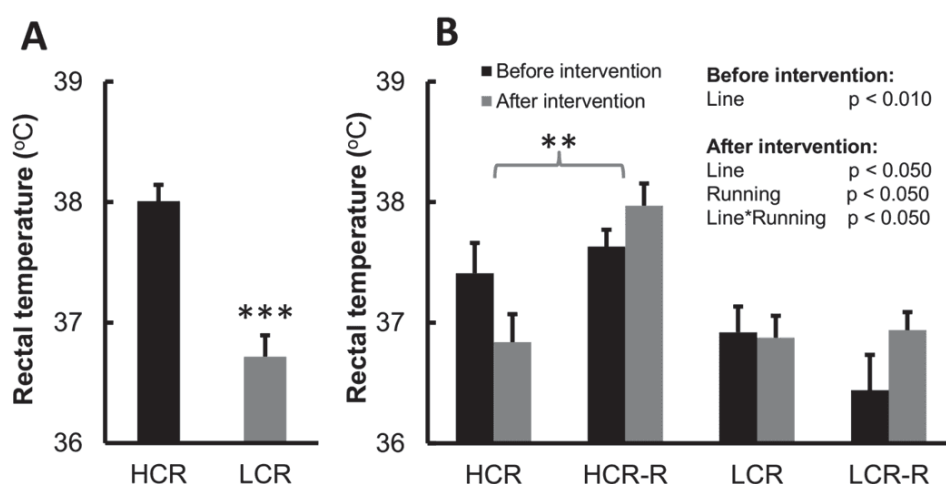 A
Rectal temperature (°C)
39
38
37
36
***
HCR LCR
B
Rectal temperature (°C)
39
38
37
36
Before intervention
After intervention
**
Before intervention:
Line p < 0.010
After intervention:
Line p < 0.050
Running p < 0.050
Line*Running p < 0.050
HCR HCR-R LCR LCR-R